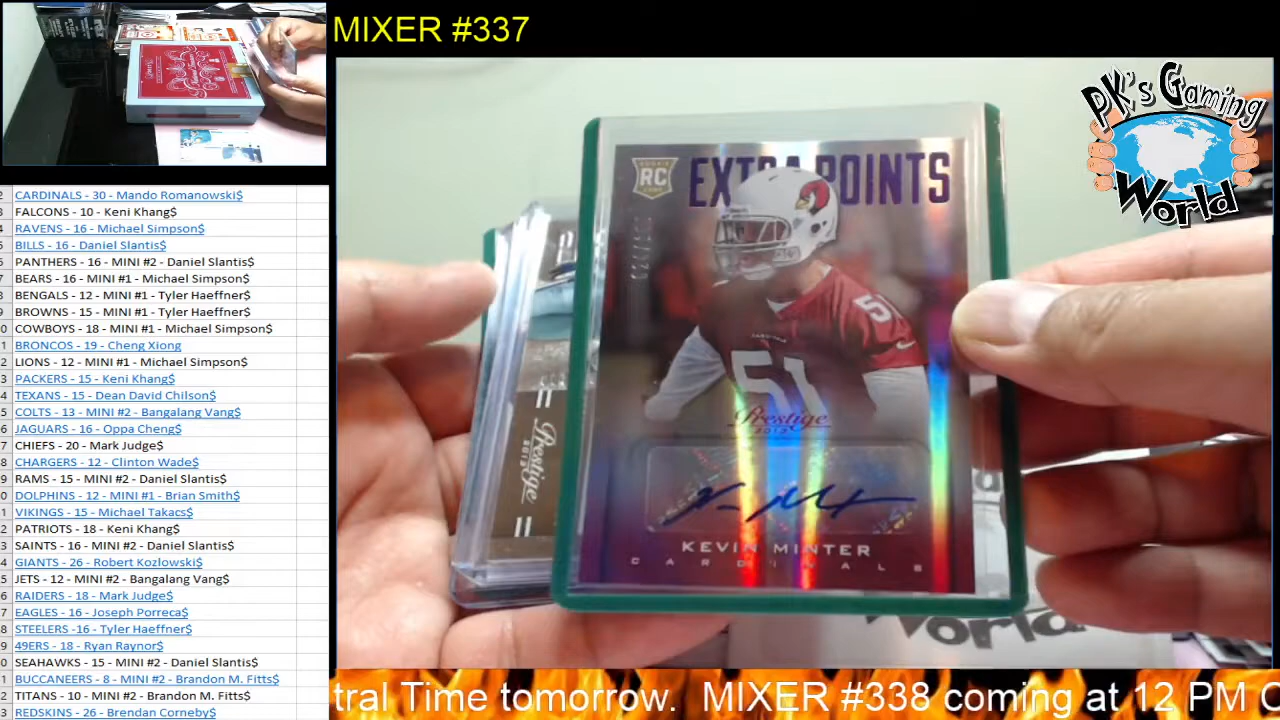 MIXER #337
PK's Gaming
World
CARDINALS - 30 - Mando Romanowski$
FALCONS - 10 - Keni Khang$
RAVENS - 16 - Michael Simpson$
BILLS - 16 - Daniel Slantis$
PANTHERS - 16 - MINI #2 - Daniel Slantis$
BEARS - 16 - MINI #1 - Michael Simpson$
BENGALS - 12 - MINI #1 - Tyler Haeffner$
BROWNS - 15 - MINI #1 - Tyler Haeffner$
COWBOYS - 18 - MINI #1 - Michael Simpson$
BRONCOS - 19 - Cheng Xiong
LIONS - 12 - MINI #1 - Michael Simpson$
PACKERS - 15 - Keni Khang$
TEXANS - 15 - Dean David Chilson$
COLTS - 13 - MINI #2 - Bangalang Vang$
JAGUARS - 16 - Oppa Cheng$
CHIEFS - 20 - Mark Judge$
CHARGERS - 12 - Clinton Wade$
RAMS - 15 - MINI #2 - Daniel Slantis$
DOLPHINS - 12 - MINI #1 - Brian Smith$
VIKINGS - 15 - Michael Takacs$
PATRIOTS - 18 - Keni Khang$
SAINTS - 16 - MINI #2 - Daniel Slantis$
GIANTS - 26 - Robert Kozlowski$
JETS - 12 - MINI #2 - Bangalang Vang$
RAIDERS - 18 - Mark Judge$
EAGLES - 16 - Joseph Porreca$
STEELERS -16 - Tyler Haeffner$
49ERS - 18 - Ryan Raynor$
SEAHAWKS - 15 - MINI #2 - Daniel Slantis$
BUCCANEERS - 8 - MINI #2 - Brandon M. Fitts$
TITANS - 10 - MINI #2 - Brandon M. Fitts$
REDSKINS - 26 - Brendan Corneby$
ROOKIE
RC
EXTRA POINTS
51
51
Prestige
2013
KEVIN MINTER
CARDINALS
Prestige
2013
World
tral Time tomorrow. MIXER #338 coming at 12 PM C